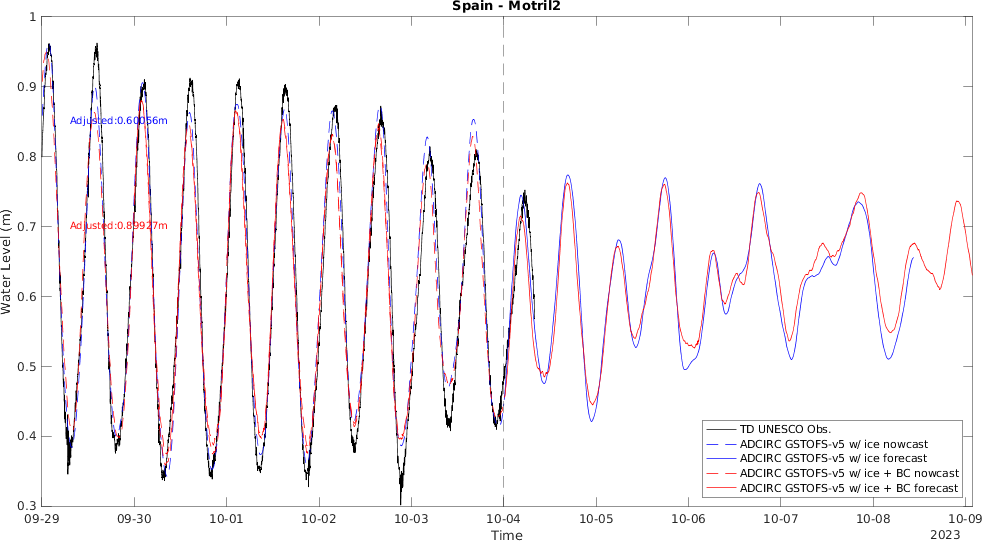 Spain - Motril2
1
0.9
0.8
0.7
0.6
0.5
0.4
0.3
Water Level (m)
Adjusted:0.60056m
Adjusted:0.89927m
TD UNESCO Obs.
ADCIRC GSTOFS-v5 w/ ice nowcast
ADCIRC GSTOFS-v5 w/ ice forecast
ADCIRC GSTOFS-v5 w/ ice + BC nowcast
ADCIRC GSTOFS-v5 w/ ice + BC forecast
09-29 09-30 10-01 10-02 10-03 10-04 10-05 10-06 10-07 10-08 10-09
Time
2023